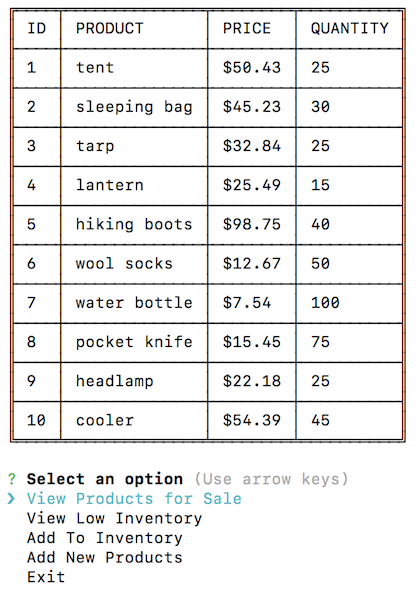 ID PRODUCT PRICE QUANTITY
1 tent $50.43 25
2 sleeping bag $45.23 30
3 tarp $32.84 25
4 lantern $25.49 15
5 hiking boots $98.75 40
6 wool socks $12.67 50
7 water bottle $7.54 100
8 pocket knife $15.45 75
9 headlamp $22.18 25
10 cooler $54.39 45
? Select an option (Use arrow keys)
❯ View Products for Sale
View Low Inventory
Add To Inventory
Add New Products
Exit